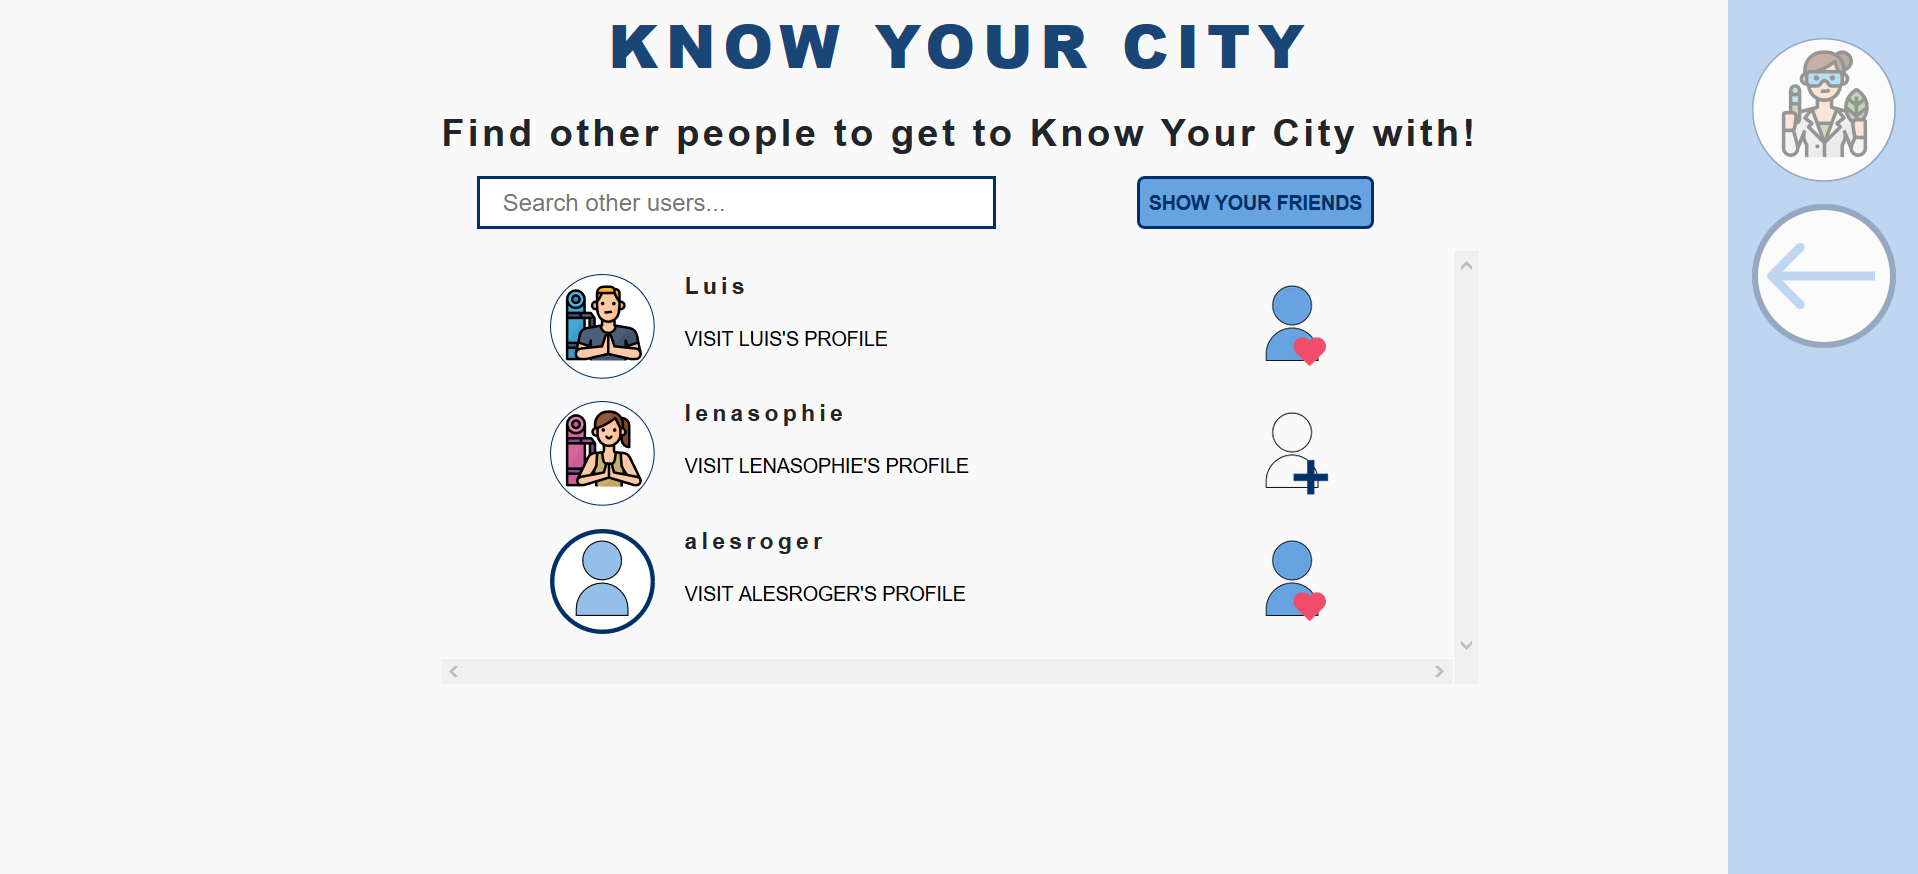 KNOW YOUR CITY
Find other people to get to Know Your City with!
Search other users...
SHOW YOUR FRIENDS
Luis
VISIT LUIS'S PROFILE
lenasophie
VISIT LENASOPHIE'S PROFILE
alesroger
VISIT ALESROGER'S PROFILE